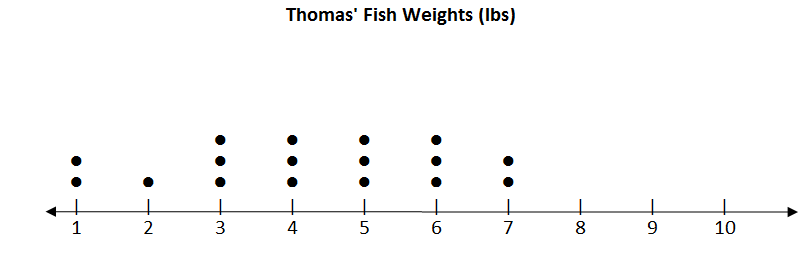 Thomas' Fish Weights (lbs)
1 2 3 4 5 6 7 8 9 10